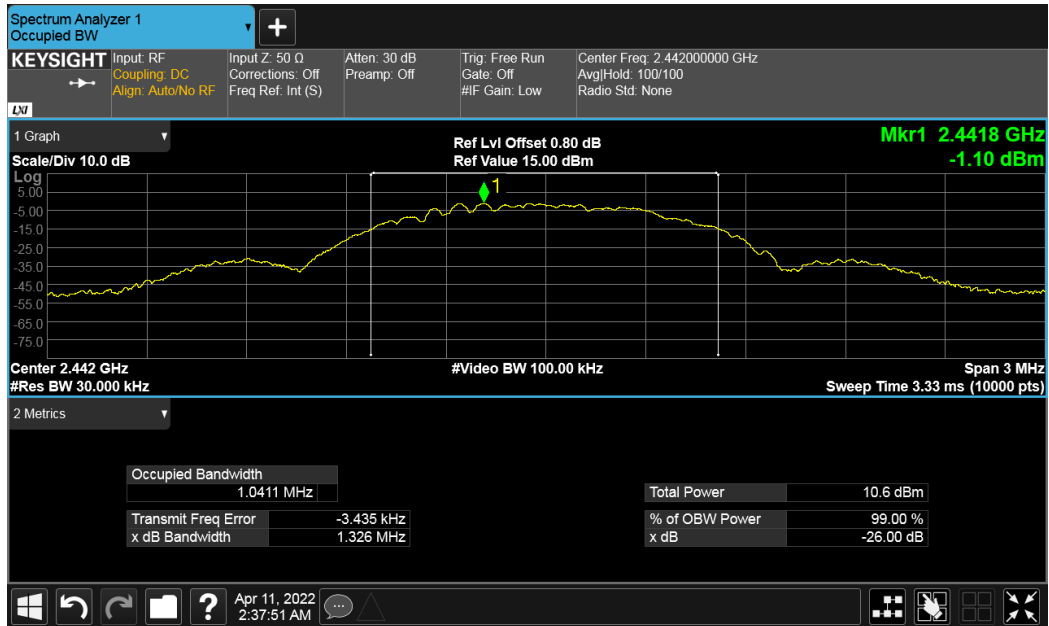 Spectrum Analyzer 1
Occupied BW
KEYSIGHT
LXI
Input: RF
Coupling: DC
Align: Auto/No RF
Input Z: 50 Ω
Corrections: Off
Freq Ref: Int (S)
Atten: 30 dB
Preamp: Off
Trig: Free Run
Gate: Off
#IF Gain: Low
Center Freq: 2.442000000 GHz
Avg|Hold: 100/100
Radio Std: None
1 Graph
Scale/Div 10.0 dB
Ref Lvl Offset 0.80 dB
Ref Value 15.00 dBm
Mkr1 2.4418 GHz
-1.10 dBm
Log
5.00
-5.00
-15.0
-25.0
-35.0
-45.0
-55.0
-65.0
-75.0
1
Center 2.442 GHz
#Res BW 30.000 kHz
#Video BW 100.00 kHz
Span 3 MHz
Sweep Time 3.33 ms (10000 pts)
2 Metrics
Occupied Bandwidth
1.0411 MHz
Total Power 10.6 dBm
Transmit Freq Error -3.435 kHz
% of OBW Power 99.00 %
x dB Bandwidth 1.326 MHz
x dB -26.00 dB
?
Apr 11, 2022
2:37:51 AM